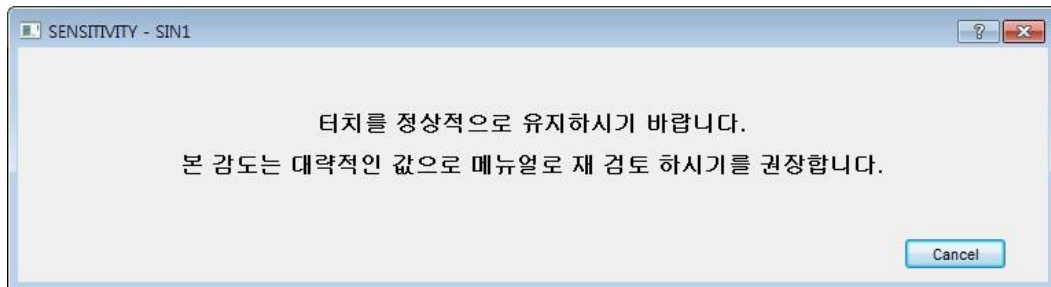 SENSITIVITY - SIN1
터치를 정상적으로 유지하시기 바랍니다.
본 감도는 대략적인 값으로 메뉴얼로 재 검토 하시기를 권장합니다.
Cancel